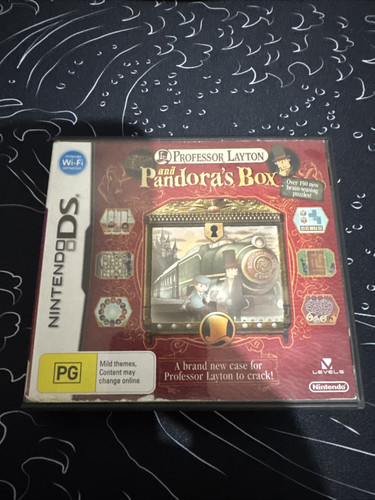 Nintendo
Wi-Fi
NINTENDO DS
PROFESSOR LAYTON
and
Pandora's Box
Over 150 new
brain-teasing
puzzles!
PG
Mild themes,
Content may
change online
A brand new case for
Professor Layton to crack!
LEVEL5
Nintendo